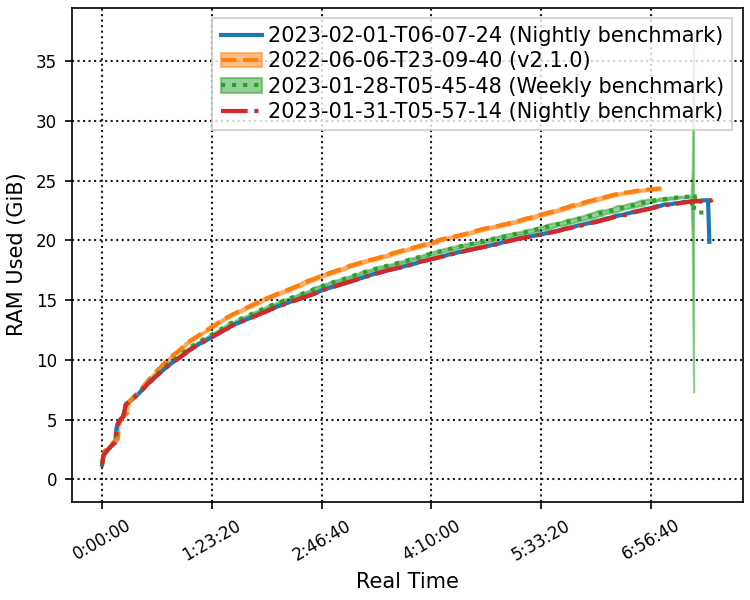 2023-02-01-T06-07-24 (Nightly benchmark)
2022-06-06-T23-09-40 (v2.1.0)
2023-01-28-T05-45-48 (Weekly benchmark)
2023-01-31-T05-57-14 (Nightly benchmark)
RAM Used (GiB)
35
30
25
20
15
10
5
0
0:00:00
1:23:20
2:46:40
4:10:00
5:33:20
6:56:40
Real Time